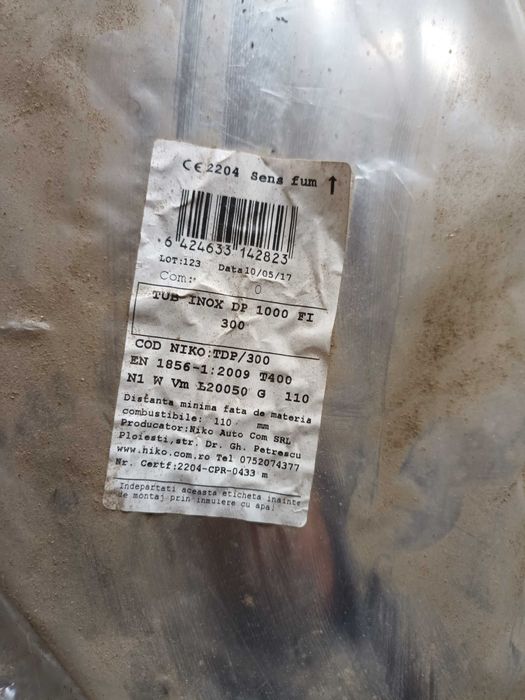 CE 2204 Sens fum ↑
6 424633 142823
LOT:123 Data10/05/17
Com: 0
TUB INOX DP 1000 FI
300
COD NIKO:TDP/300
EN 1856-1:2009 T400
N1 W Vm L20050 G 110
Distanta minima fata de materia
combustibile: 110 mm
Producator:Niko Auto Com SRL
Ploiesti,str. Dr. Gh. Petrescu
www.niko.com.ro Tel 0752074377
Nr. Certf:2204-CPR-0433 m
Indepartati aceasta eticheta inainte
de montaj prin inmuiere cu apa!